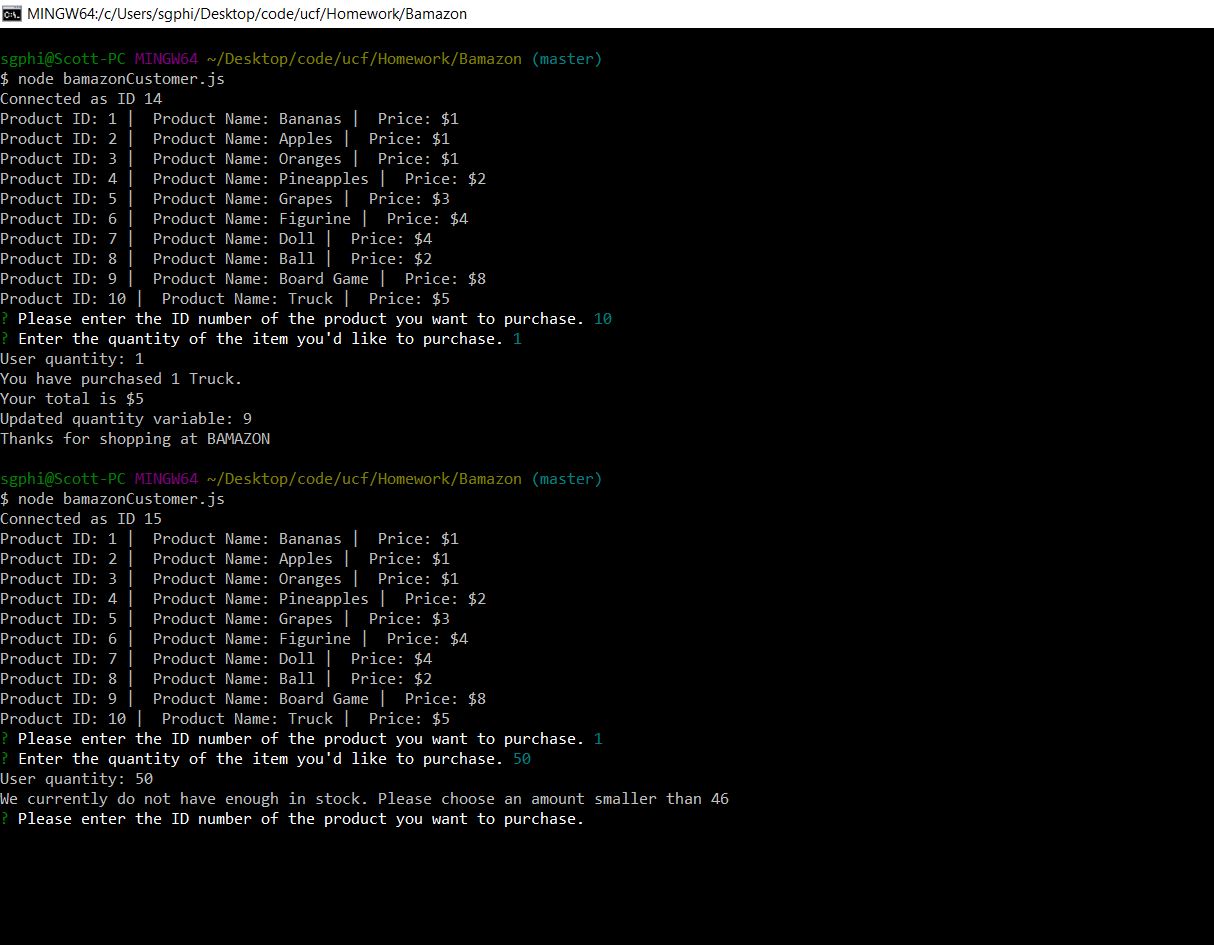 MINGW64:/c/Users/sgphi/Desktop/code/ucf/Homework/Bamazon
sgphi@Scott-PC MINGW64 ~/Desktop/code/ucf/Homework/Bamazon (master)
$ node bamazonCustomer.js
Connected as ID 14
Product ID: 1 |  Product Name: Bananas |  Price: $1
Product ID: 2 |  Product Name: Apples |  Price: $1
Product ID: 3 |  Product Name: Oranges |  Price: $1
Product ID: 4 |  Product Name: Pineapples |  Price: $2
Product ID: 5 |  Product Name: Grapes |  Price: $3
Product ID: 6 |  Product Name: Figurine |  Price: $4
Product ID: 7 |  Product Name: Doll |  Price: $4
Product ID: 8 |  Product Name: Ball |  Price: $2
Product ID: 9 |  Product Name: Board Game |  Price: $8
Product ID: 10 |  Product Name: Truck |  Price: $5
? Please enter the ID number of the product you want to purchase. 10
? Enter the quantity of the item you'd like to purchase. 1
User quantity: 1
You have purchased 1 Truck.
Your total is $5
Updated quantity variable: 9
Thanks for shopping at BAMAZON
sgphi@Scott-PC MINGW64 ~/Desktop/code/ucf/Homework/Bamazon (master)
$ node bamazonCustomer.js
Connected as ID 15
Product ID: 1 |  Product Name: Bananas |  Price: $1
Product ID: 2 |  Product Name: Apples |  Price: $1
Product ID: 3 |  Product Name: Oranges |  Price: $1
Product ID: 4 |  Product Name: Pineapples |  Price: $2
Product ID: 5 |  Product Name: Grapes |  Price: $3
Product ID: 6 |  Product Name: Figurine |  Price: $4
Product ID: 7 |  Product Name: Doll |  Price: $4
Product ID: 8 |  Product Name: Ball |  Price: $2
Product ID: 9 |  Product Name: Board Game |  Price: $8
Product ID: 10 |  Product Name: Truck |  Price: $5
? Please enter the ID number of the product you want to purchase. 1
? Enter the quantity of the item you'd like to purchase. 50
User quantity: 50
We currently do not have enough in stock. Please choose an amount smaller than 46
? Please enter the ID number of the product you want to purchase.